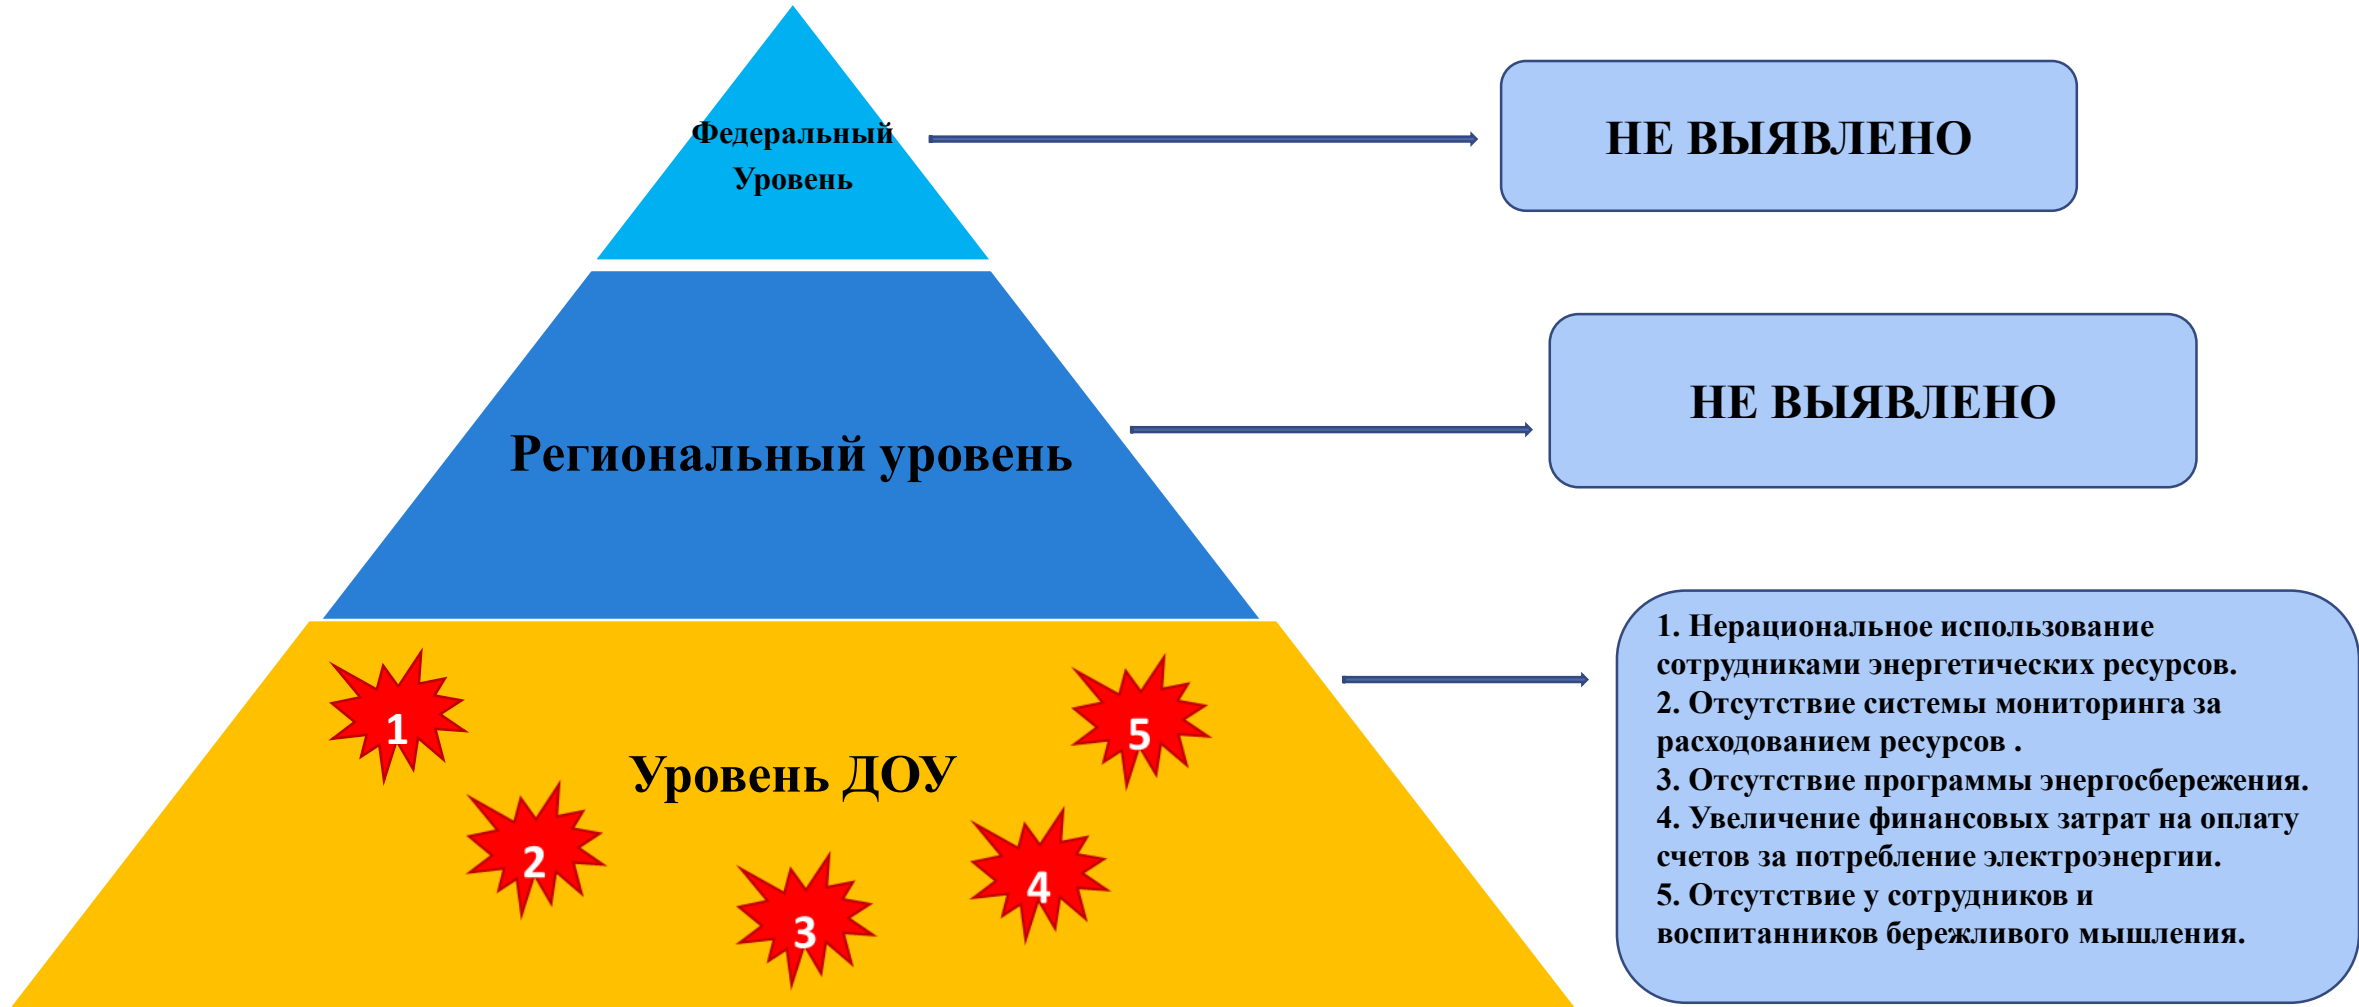 Федеральный
Уровень
НЕ ВЫЯВЛЕНО
Региональный уровень
НЕ ВЫЯВЛЕНО
Уровень ДОУ
1
2
3
4
5
1. Нерациональное использование
сотрудниками энергетических ресурсов.
2. Отсутствие системы мониторинга за
расходованием ресурсов .
3. Отсутствие программы энергосбережения.
4. Увеличение финансовых затрат на оплату
счетов за потребление электроэнергии.
5. Отсутствие у сотрудников и
воспитанников бережливого мышления.